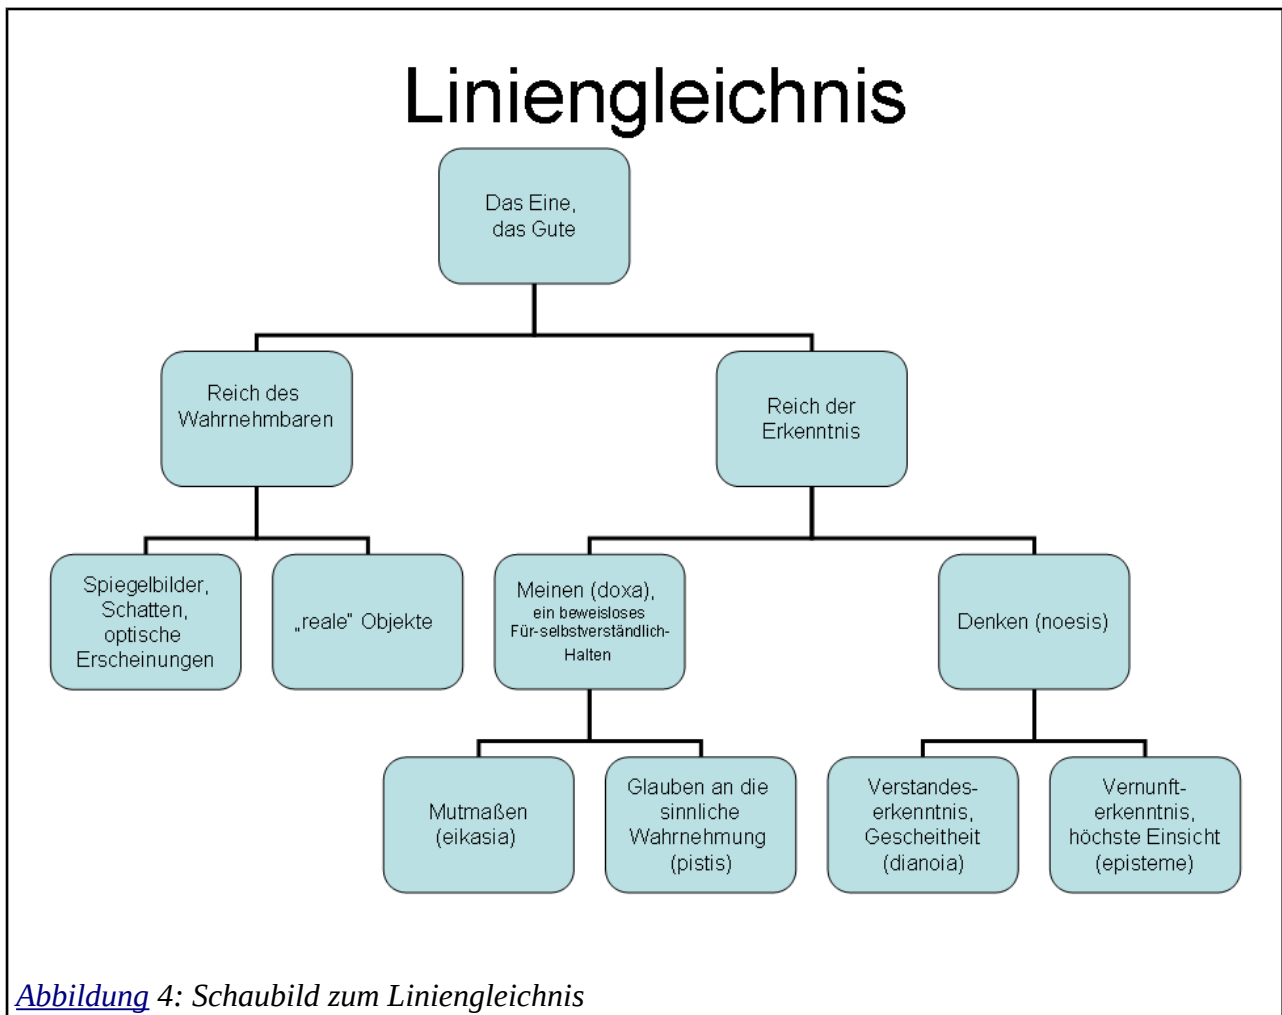 Liniengleichnis
Das Eine,
das Gute
Reich des
Wahrnehmbaren
Reich der
Erkenntnis
Spiegelbilder,
Schatten,
optische
Erscheinungen
„reale" Objekte
Meinen (doxa),
ein beweisloses
Für-selbstverständlich-
Halten
Denken (noesis)
Mutmaßen
(eikasia)
Glauben an die
sinnliche
Wahrnehmung
(pistis)
Verstandes-
erkenntnis,
Gescheitheit
(dianoia)
Vernunft-
erkenntnis,
höchste Einsicht
(episteme)
Abbildung 4: Schaubild zum Liniengleichnis